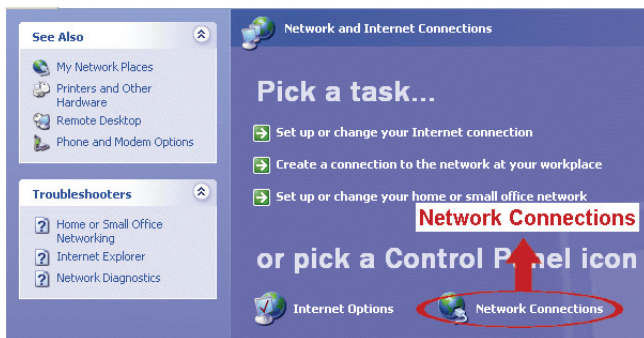 See Also
My Network Places
Printers and Other
Hardware
Remote Desktop
Phone and Modem Options
Troubleshooters
Home or Small Office
Networking
Internet Explorer
Network Diagnostics
Network and Internet Connections
Pick a task...
Set up or change your Internet connection
Create a connection to the network at your workplace
Set up or change your home or small office network
Network Connections
or pick a Control Panel icon
Internet Options
Network Connections